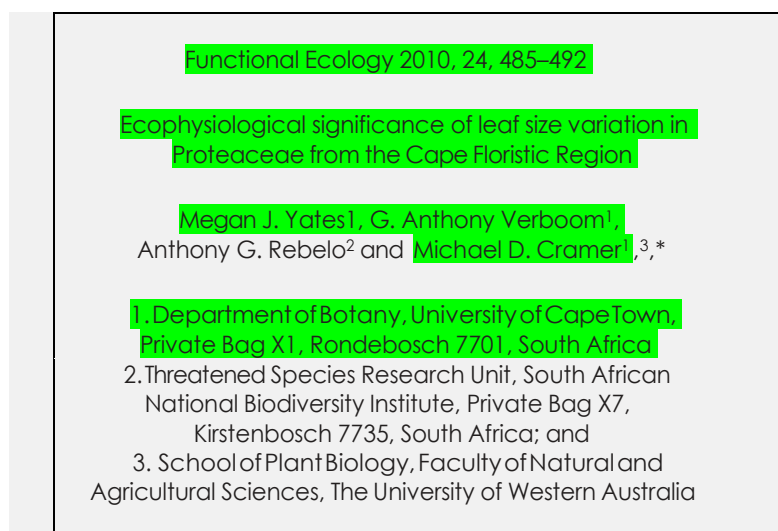 Functional Ecology 2010, 24, 485–492
Ecophysiological significance of leaf size variation in
Proteaceae from the Cape Floristic Region
Megan J. Yates1, G. Anthony Verboom¹,
Anthony G. Rebelo² and Michael D. Cramer¹,³,*
1. Department of Botany, University of Cape Town,
Private Bag X1, Rondebosch 7701, South Africa
2. Threatened Species Research Unit, South African
National Biodiversity Institute, Private Bag X7,
Kirstenbosch 7735, South Africa; and
3. School of Plant Biology, Faculty of Natural and
Agricultural Sciences, The University of Western Australia